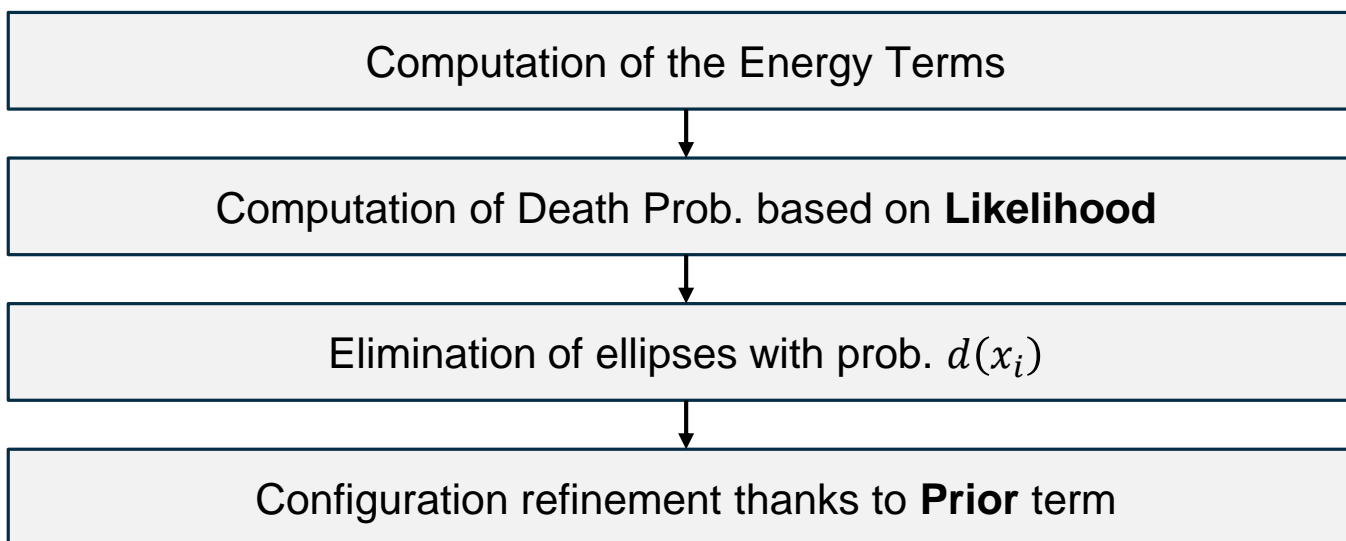 Computation of the Energy Terms
Computation of Death Prob. based on Likelihood
Elimination of ellipses with prob. d(xᵢ)
Configuration refinement thanks to Prior term